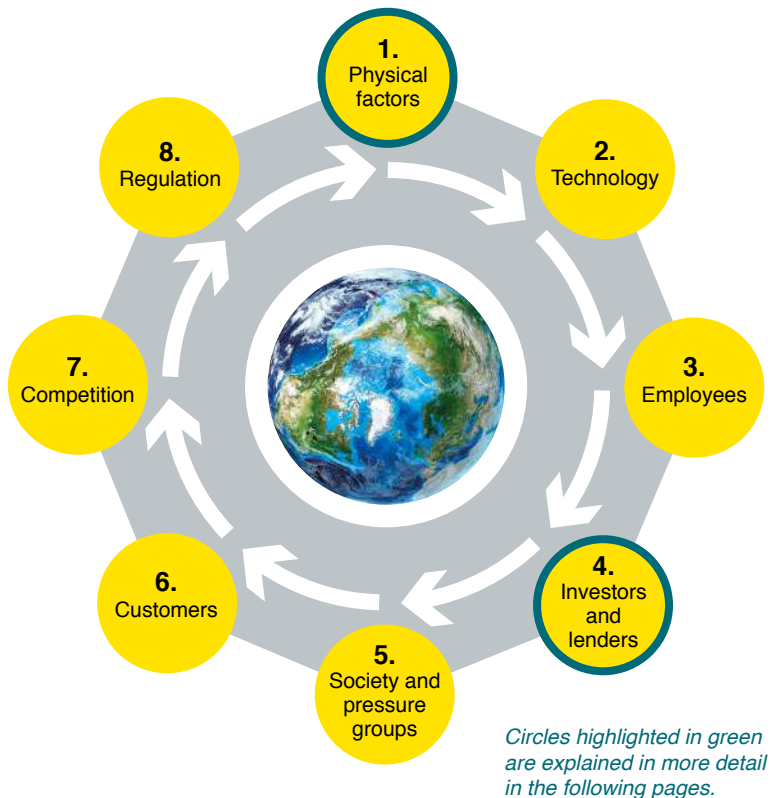 1.
Physical
factors
2.
Technology
3.
Employees
4.
Investors
and
lenders
5.
Society and
pressure
groups
6.
Customers
7.
Competition
8.
Regulation
Circles highlighted in green
are explained in more detail
in the following pages.